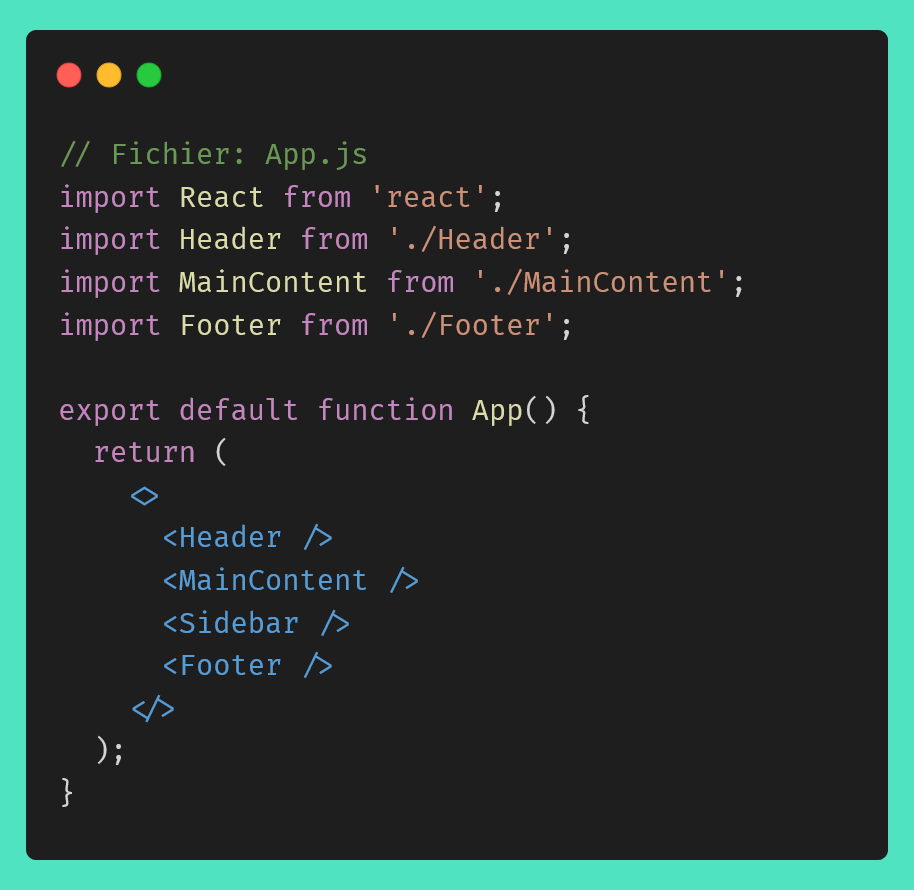 // Fichier: App.js
import React from 'react';
import Header from './Header';
import MainContent from './MainContent';
import Footer from './Footer';

export default function App() {
  return (
    <>
      <Header />
      <MainContent />
      <Sidebar />
      <Footer />
    </>
  );
}